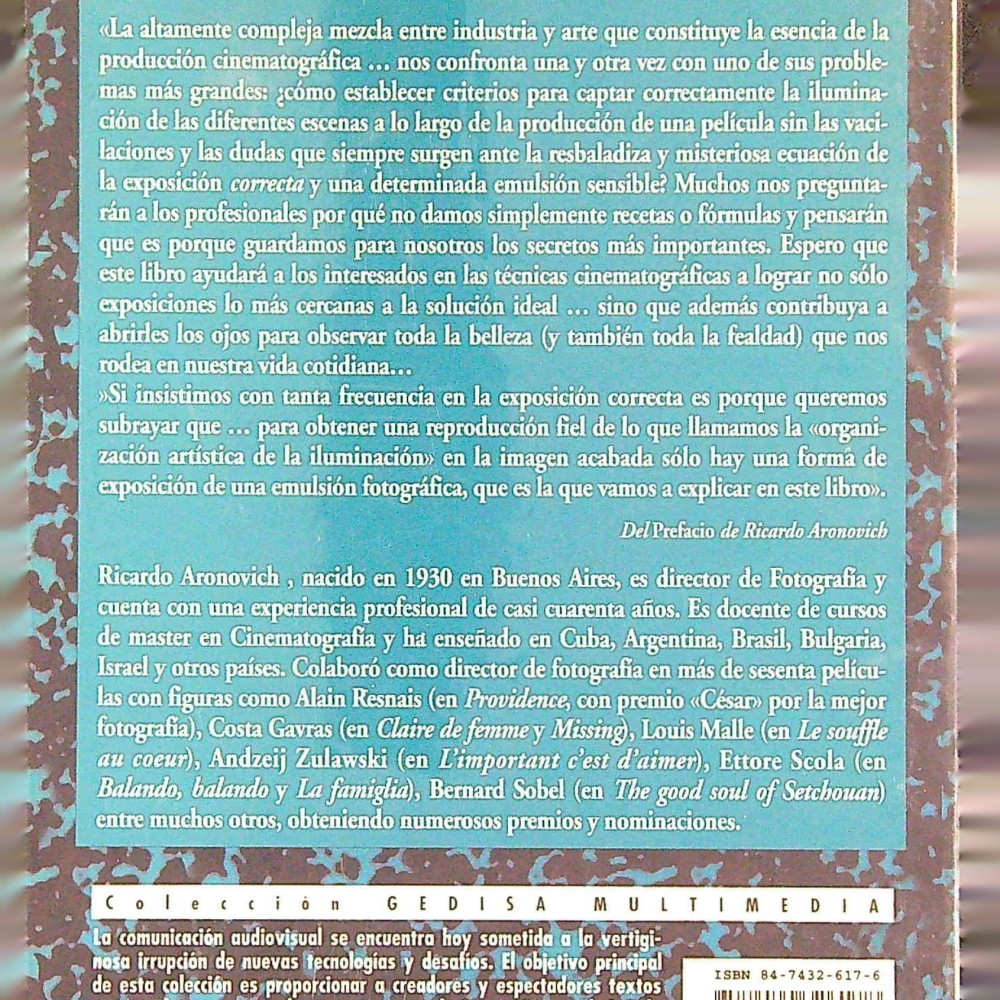 «La altamente compleja mezcla entre industria y arte que constituye la esencia de la
producción cinematográfica ... nos confronta una y otra vez con uno de sus proble-
mas más grandes: ¿cómo establecer criterios para captar correctamente la ilumina-
ción de las diferentes escenas a lo largo de la producción de una película sin las vaci-
laciones y las dudas que siempre surgen ante la resbaladiza y misteriosa ecuación de
la exposición correcta y una determinada emulsión sensible? Muchos nos pregunta-
rán a los profesionales por qué no damos simplemente recetas o fórmulas y pensarán
que es porque guardamos para nosotros los secretos más importantes. Espero que
este libro ayudará a los interesados en las técnicas cinematográficas a lograr no sólo
exposiciones lo más cercanas a la solución ideal ... sino que además contribuya a
abrirles los ojos para observar toda la belleza (y también toda la fealdad) que nos
rodea en nuestra vida cotidiana...
»Si insistimos con tanta frecuencia en la exposición correcta es porque queremos
subrayar que ... para obtener una reproducción fiel de lo que llamamos la «organi-
zación artística de la iluminación» en la imagen acabada sólo hay una forma de
exposición de una emulsión fotográfica, que es la que vamos a explicar en este libro».
Del Prefacio de Ricardo Aronovich
Ricardo Aronovich , nacido en 1930 en Buenos Aires, es director de Fotografía y
cuenta con una experiencia profesional de casi cuarenta años. Es docente de cursos
de master en Cinematografía y ha enseñado en Cuba, Argentina, Brasil, Bulgaria,
Israel y otros países. Colaboró como director de fotografía en más de sesenta pelícu-
las con figuras como Alain Resnais (en Providence, con premio «César» por la mejor
fotografía), Costa Gavras (en Claire de femme y Missing), Louis Malle (en Le souffle
au coeur), Andzeij Zulawski (en L'important c'est d'aimer), Ettore Scola (en
Balando, balando y La famiglia), Bernard Sobel (en The good soul of Setchouan)
entre muchos otros, obteniendo numerosos premios y nominaciones.
Colección GEDISA MULTIMEDIA
La comunicación audiovisual se encuentra hoy sometida a la vertigi-
nosa irrupción de nuevas tecnologías y desafíos. El objetivo principal
de esta colección es proporcionar a creadores y espectadores textos
ISBN 84-7432-617-6